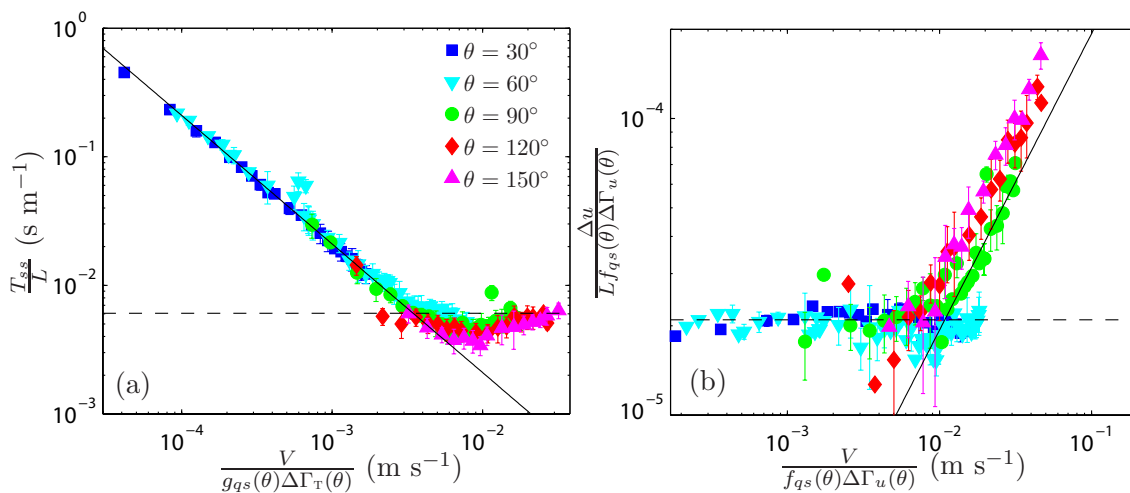 10⁰
10⁻¹
10⁻²
10⁻³
T_ss / L (s m⁻¹)
θ = 30°
θ = 60°
θ = 90°
θ = 120°
θ = 150°
(a)
10⁻⁴ 10⁻³ 10⁻²
V / g_qs(θ)ΔΓ_T(θ) (m s⁻¹)
10⁻⁴
10⁻⁵
Δu / L f_qs(θ)ΔΓ_u(θ)
(b)
10⁻³ 10⁻² 10⁻¹
V / f_qs(θ)ΔΓ_u(θ) (m s⁻¹)